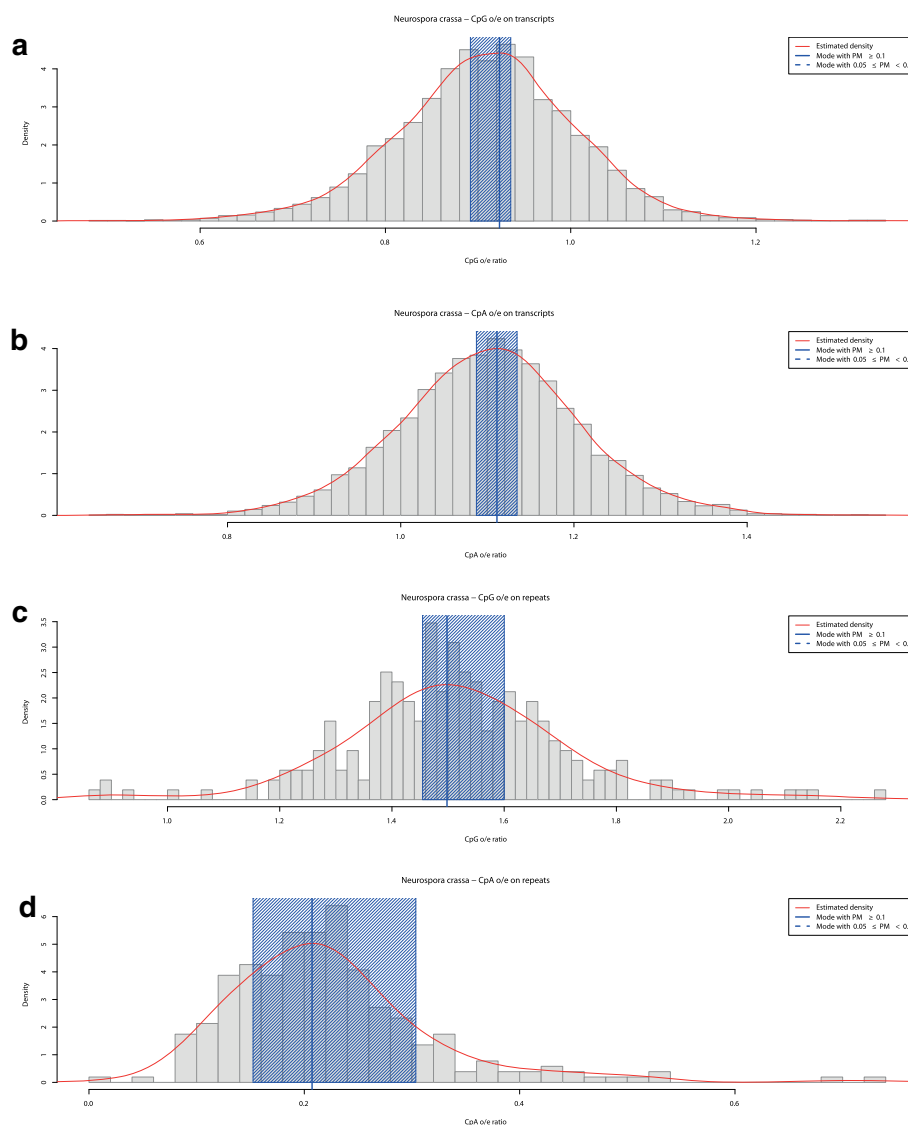 a
Neurospora crassa − CpG o/e on transcripts
Estimated density
Mode with PM ≥ 0.1
Mode with 0.05 ≤ PM < 0.
Density
0 1 2 3 4
0.6 0.8 1.0 1.2
CpG o/e ratio
b
Neurospora crassa − CpA o/e on transcripts
Estimated density
Mode with PM ≥ 0.1
Mode with 0.05 ≤ PM < 0.
Density
0 1 2 3 4
0.8 1.0 1.2 1.4
CpA o/e ratio
c
Neurospora crassa − CpG o/e on repeats
Estimated density
Mode with PM ≥ 0.1
Mode with 0.05 ≤ PM < 0.
Density
0.0 0.5 1.0 1.5 2.0 2.5 3.0 3.5
1.0 1.2 1.4 1.6 1.8 2.0 2.2
CpG o/e ratio
d
Neurospora crassa − CpA o/e on repeats
Estimated density
Mode with PM ≥ 0.1
Mode with 0.05 ≤ PM < 0.
Density
0 1 2 3 4 5 6
0.0 0.2 0.4 0.6
CpA o/e ratio